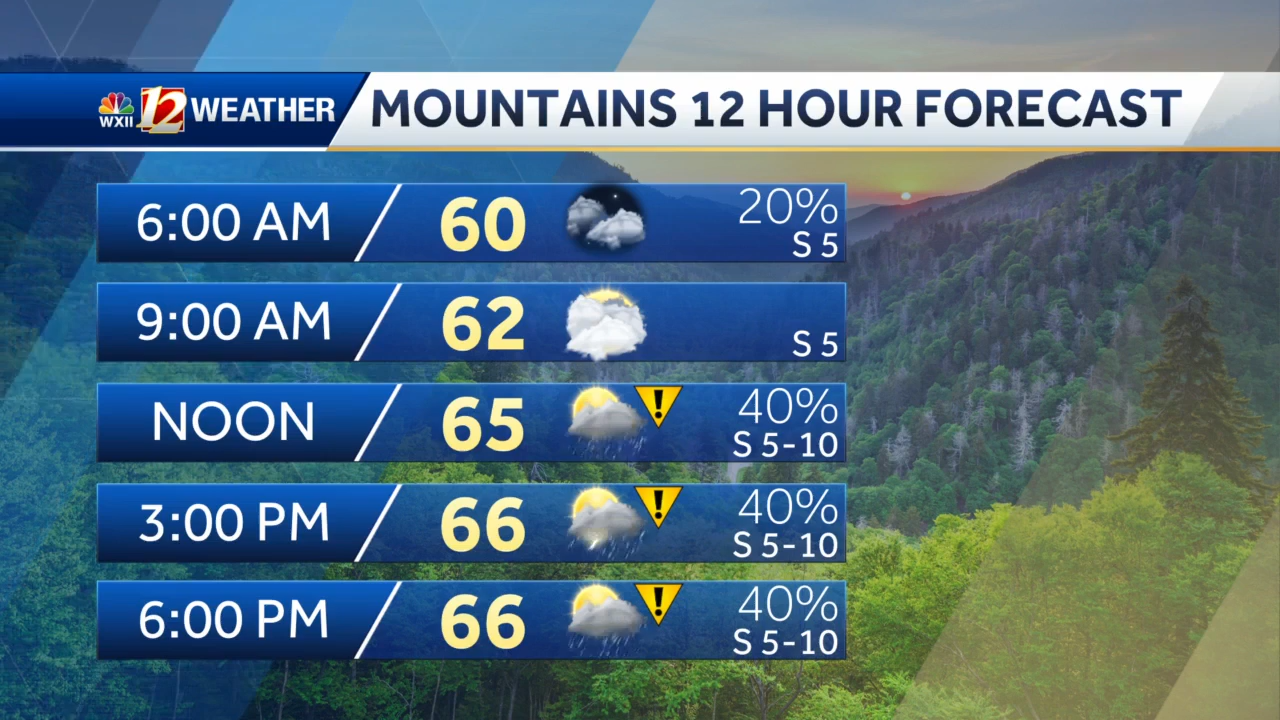 WXII 12 WEATHER
MOUNTAINS 12 HOUR FORECAST
6:00 AM 60 20%
S 5
9:00 AM 62
S 5
NOON 65 ! 40%
S 5-10
3:00 PM 66 ! 40%
S 5-10
6:00 PM 66 ! 40%
S 5-10